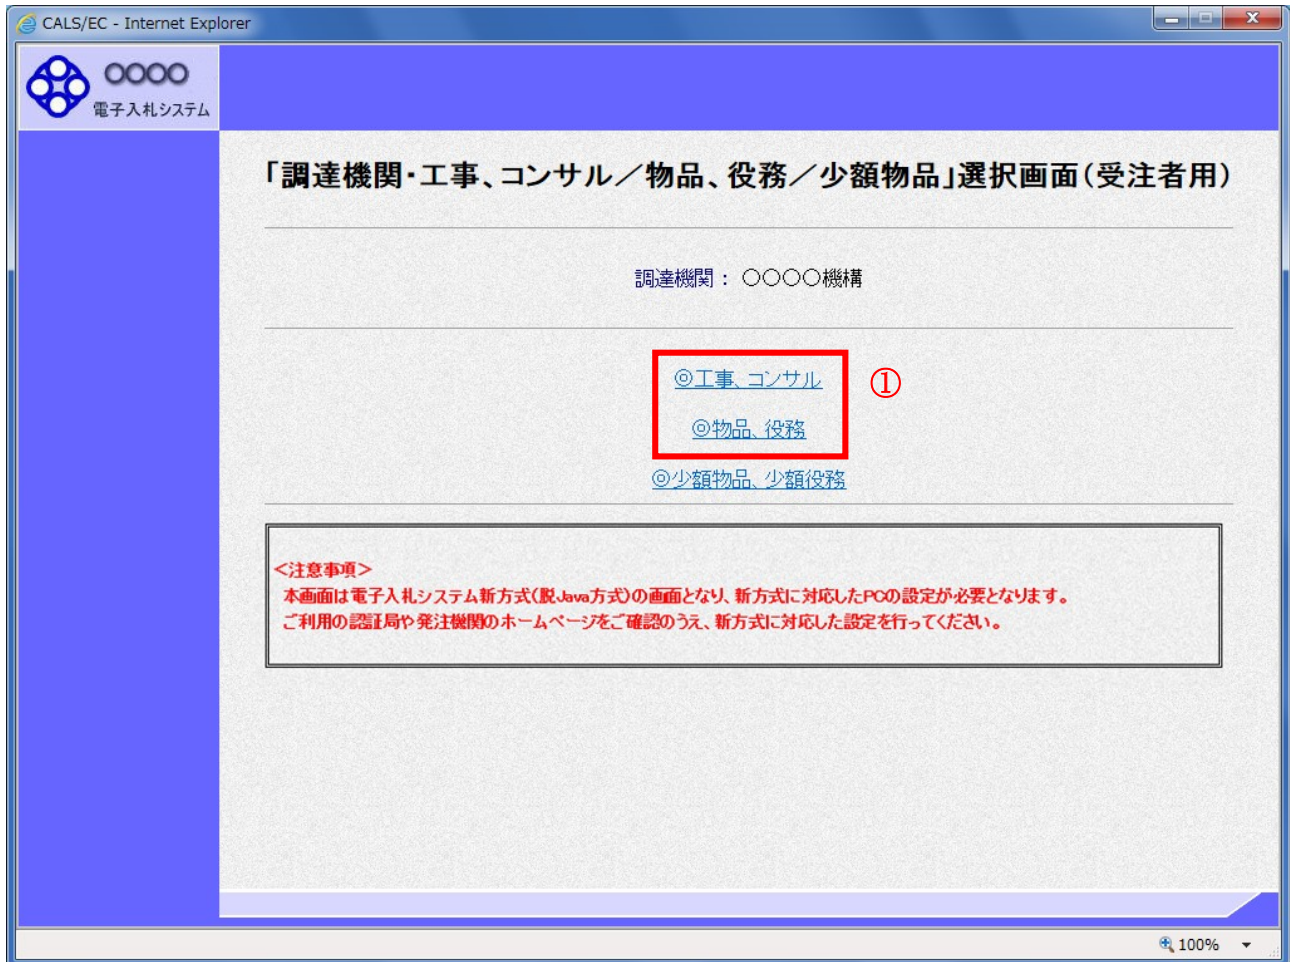 CALS/EC - Internet Explorer
○○○○
電子入札システム
「調達機関・工事、コンサル／物品、役務／少額物品」選択画面(受注者用)
調達機関： ○○○○機構
◎工事、コンサル
①
◎物品、役務
◎少額物品、少額役務
＜注意事項＞
本画面は電子入札システム新方式(脱Java方式)の画面となり、新方式に対応したPCの設定が必要となります。
ご利用の認証局や発注機関のホームページをご確認のうえ、新方式に対応した設定を行ってください。
100%